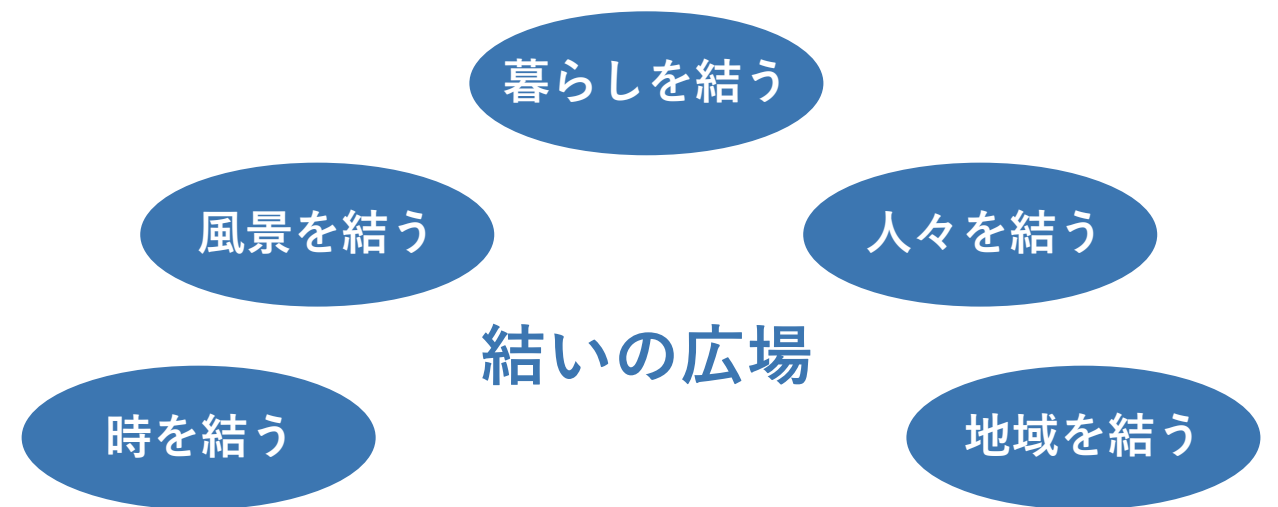 暮らしを結う
風景を結う
人々を結う
結いの広場
時を結う
地域を結う